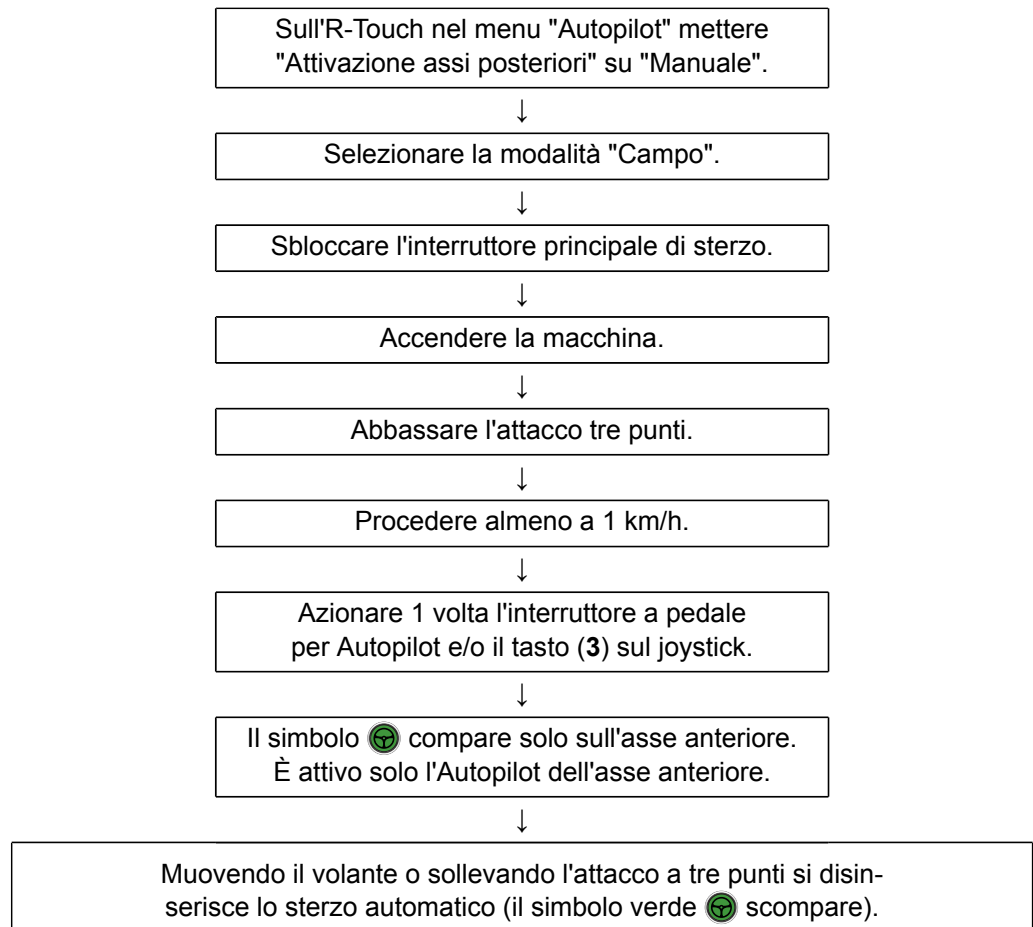 Sull'R-Touch nel menu "Autopilot" mettere
"Attivazione assi posteriori" su "Manuale".
↓
Selezionare la modalità "Campo".
↓
Sbloccare l'interruttore principale di sterzo.
↓
Accendere la macchina.
↓
Abbassare l'attacco tre punti.
↓
Procedere almeno a 1 km/h.
↓
Azionare 1 volta l'interruttore a pedale
per Autopilot e/o il tasto (3) sul joystick.
↓
Il simbolo compare solo sull'asse anteriore.
È attivo solo l'Autopilot dell'asse anteriore.
↓
Muovendo il volante o sollevando l'attacco a tre punti si disin-
serisce lo sterzo automatico (il simbolo verde scompare).